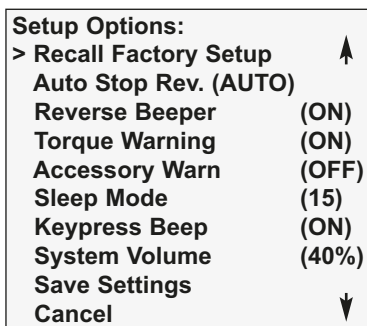 Setup Options:
> Recall Factory Setup
Auto Stop Rev. (AUTO)
Reverse Beeper (ON)
Torque Warning (ON)
Accessory Warn (OFF)
Sleep Mode (15)
Keypress Beep (ON)
System Volume (40%)
Save Settings
Cancel